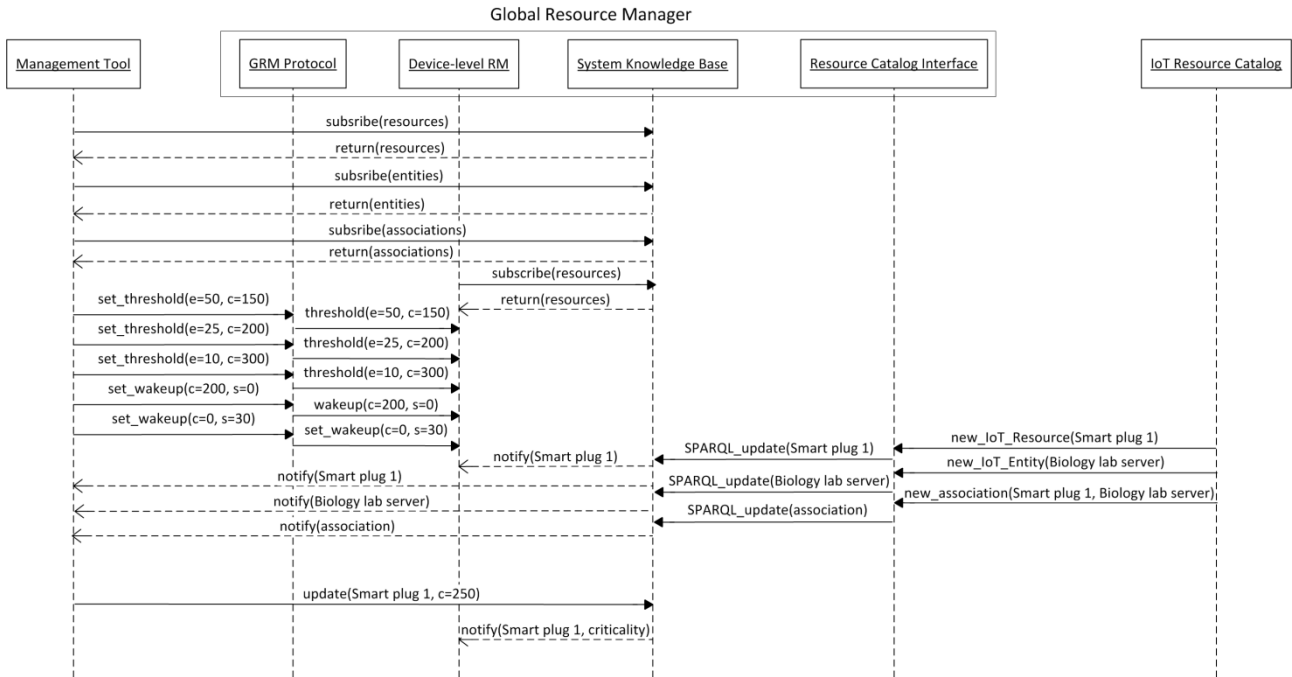 Global Resource Manager
Management Tool
GRM Protocol
Device-level RM
System Knowledge Base
Resource Catalog Interface
IoT Resource Catalog
subsribe(resources)
return(resources)
subsribe(entities)
return(entities)
subsribe(associations)
return(associations)
subscribe(resources)
set_threshold(e=50, c=150)
return(resources)
threshold(e=50, c=150)
set_threshold(e=25, c=200)
threshold(e=25, c=200)
set_threshold(e=10, c=300)
threshold(e=10, c=300)
set_wakeup(c=200, s=0)
wakeup(c=200, s=0)
set_wakeup(c=0, s=30)
set_wakeup(c=0, s=30)
new_IoT_Resource(Smart plug 1)
SPARQL_update(Smart plug 1)
notify(Smart plug 1)
new_IoT_Entity(Biology lab server)
notify(Smart plug 1)
SPARQL_update(Biology lab server)
new_association(Smart plug 1, Biology lab server)
notify(Biology lab server)
SPARQL_update(association)
notify(association)
update(Smart plug 1, c=250)
notify(Smart plug 1, criticality)